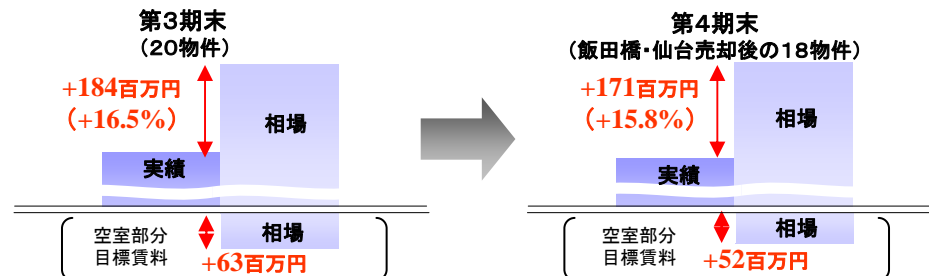 第3期末
（20物件）
+184百万円
（+16.5%）
相場
実績
空室部分
目標賃料
相場
+63百万円
第4期末
（飯田橋・仙台売却後の18物件）
+171百万円
（+15.8%）
相場
実績
空室部分
目標賃料
相場
+52百万円